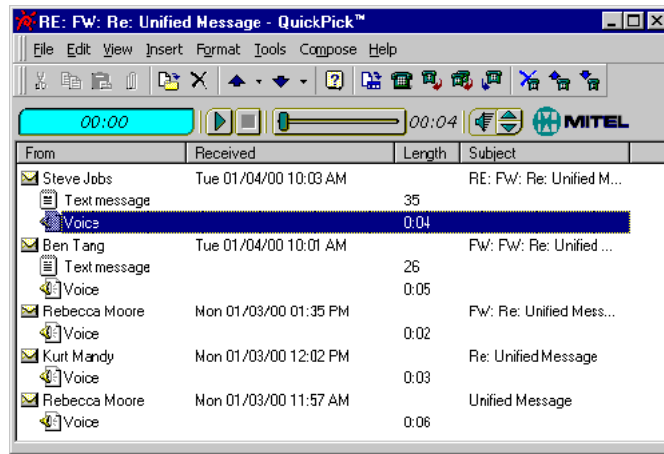 RE: FW: Re: Unified Message - QuickPick™
File Edit View Insert Format Tools Compose Help
00:00 00:04 MITEL
From Received Length Subject
Steve Jobs Tue 01/04/00 10:03 AM RE: FW: Re: Unified M...
Text message 35
Voice 0:04
Ben Tang Tue 01/04/00 10:01 AM FW: FW: Re: Unified ...
Text message 26
Voice 0:05
Rebecca Moore Mon 01/03/00 01:35 PM FW: Re: Unified Mess...
Voice 0:02
Kurt Mandy Mon 01/03/00 12:02 PM Re: Unified Message
Voice 0:03
Rebecca Moore Mon 01/03/00 11:57 AM Unified Message
Voice 0:06